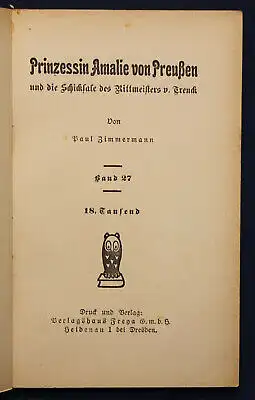 Prinzessin Amalie von Preußen
und die Schicksale des Rittmeisters v. Trenck
Von
Paul Zimmermann
Band 27
18. Tausend
Druck und Verlag:
Verlagshaus Freya G. m. b. H.
Heidenau 1 bei Dresden.